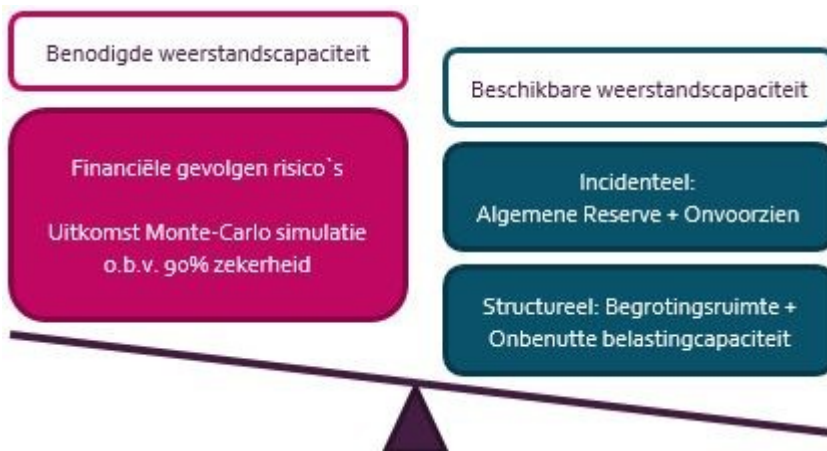 Benodigde weerstandscapaciteit
Financiële gevolgen risico`s
Uitkomst Monte-Carlo simulatie
o.b.v. 90% zekerheid
Beschikbare weerstandscapaciteit
Incidenteel:
Algemene Reserve + Onvoorzien
Structureel: Begrotingsruimte +
Onbenutte belastingcapaciteit